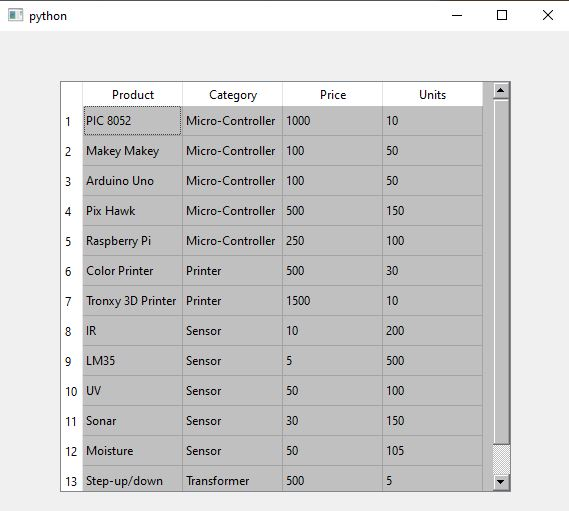 python
Product Category Price Units
1 PIC 8052 Micro-Controller 1000 10
2 Makey Makey Micro-Controller 100 50
3 Arduino Uno Micro-Controller 100 50
4 Pix Hawk Micro-Controller 500 150
5 Raspberry Pi Micro-Controller 250 100
6 Color Printer Printer 500 30
7 Tronxy 3D Printer Printer 1500 10
8 IR Sensor 10 200
9 LM35 Sensor 5 500
10 UV Sensor 50 100
11 Sonar Sensor 30 150
12 Moisture Sensor 50 105
13 Step-up/down Transformer 500 5